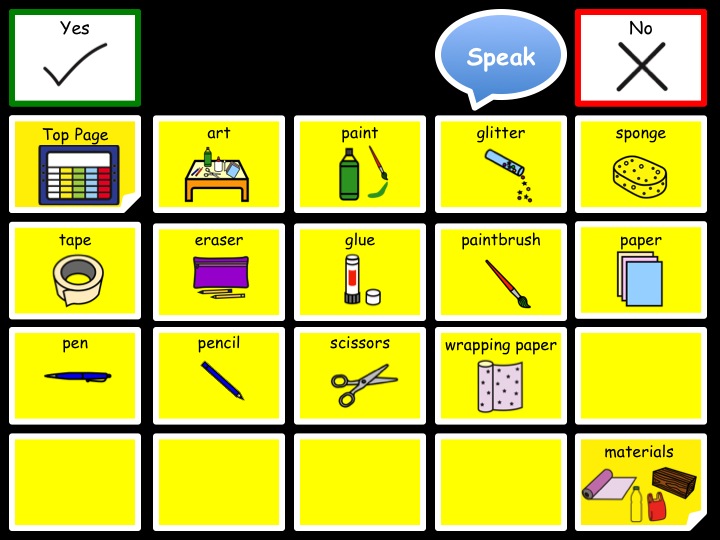 Yes
Speak
No
Top Page
art
paint
glitter
sponge
tape
eraser
glue
paintbrush
paper
pen
pencil
scissors
wrapping paper
materials